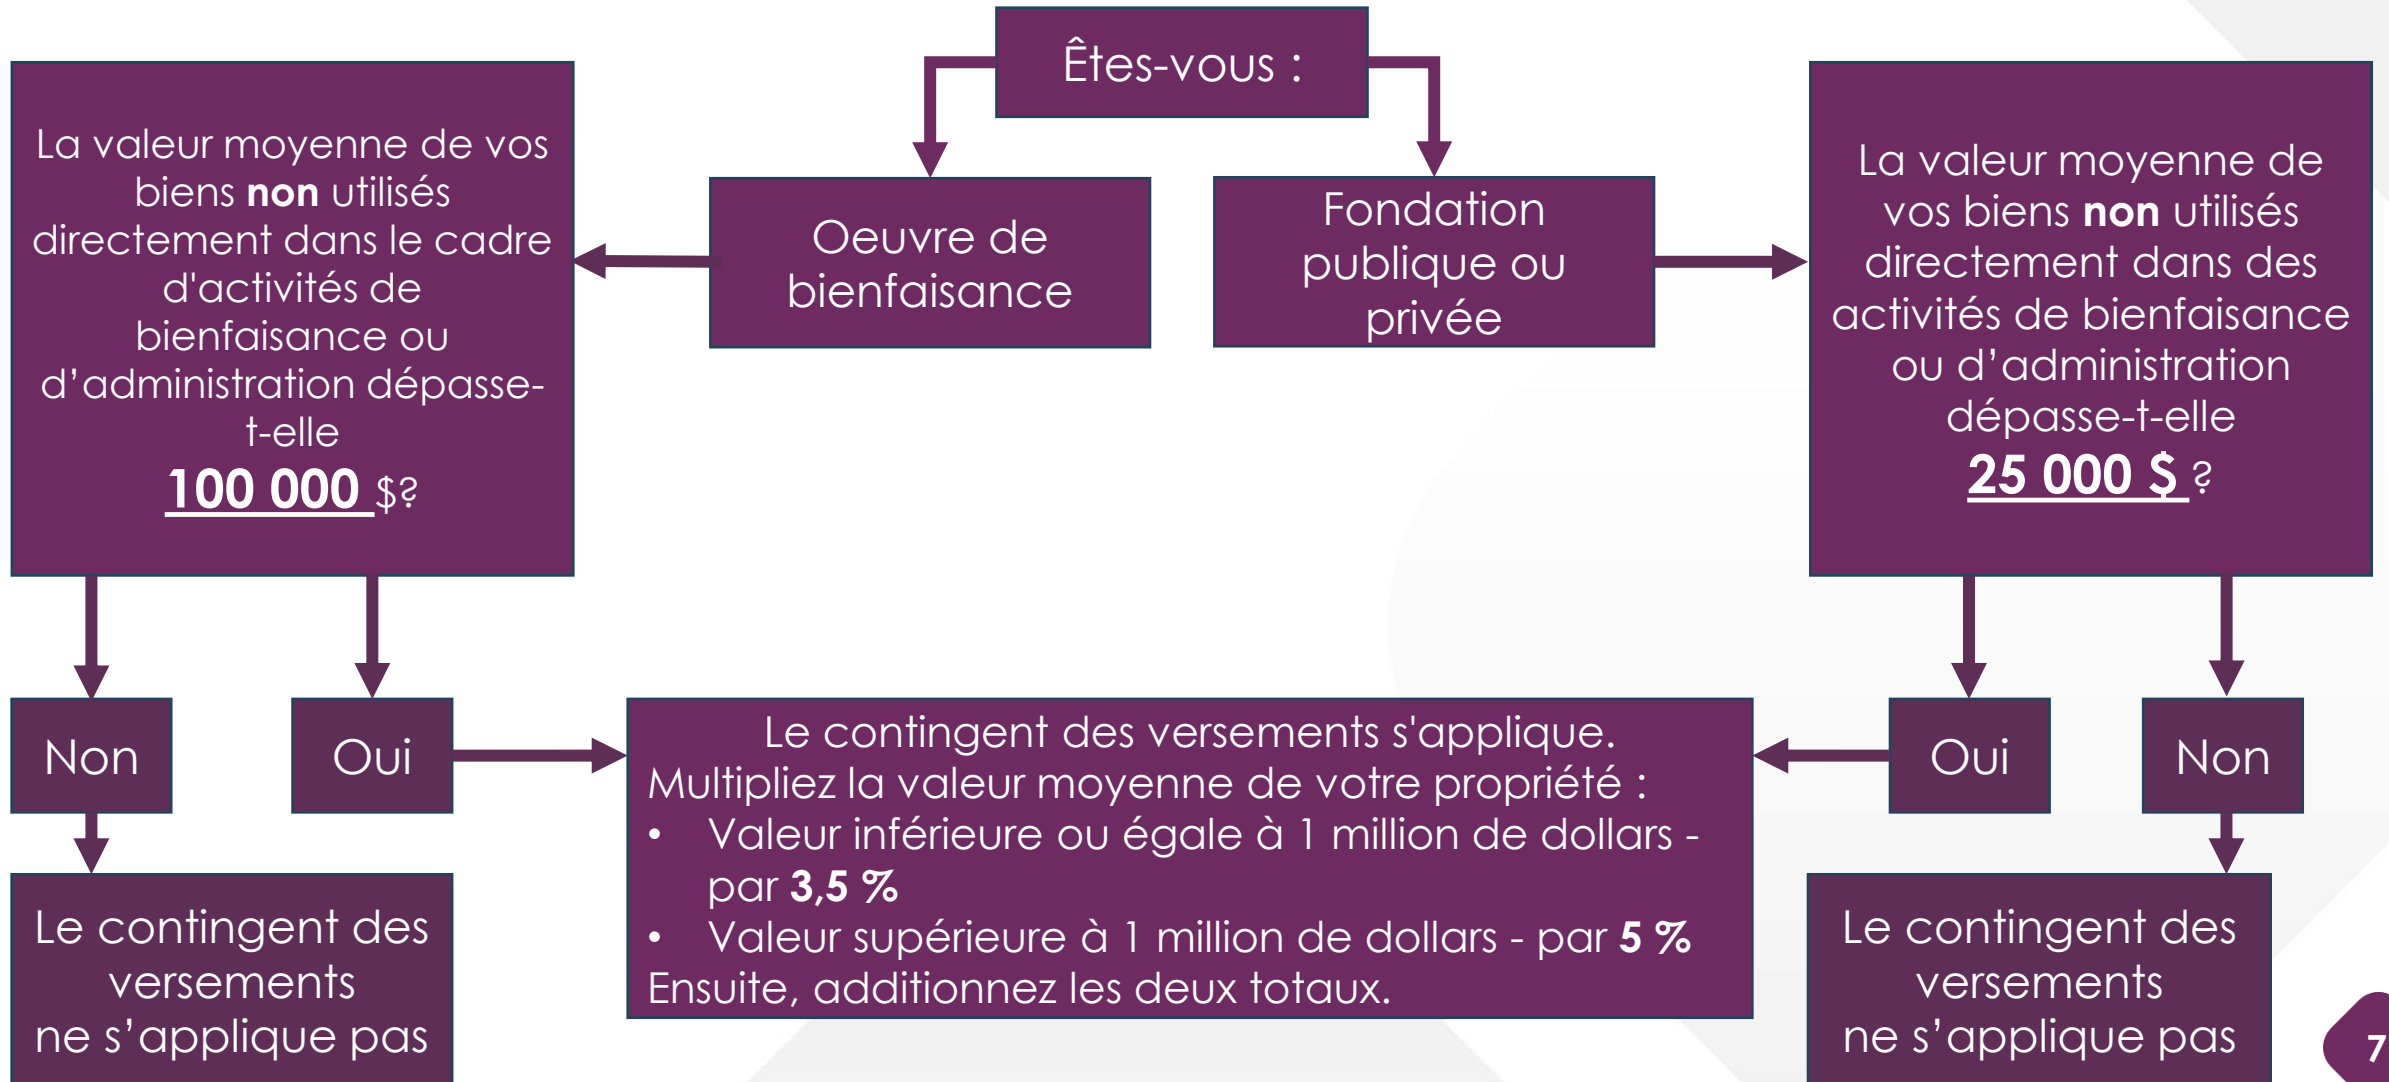 Êtes-vous :
La valeur moyenne de vos
biens non utilisés
directement dans le cadre
d'activités de
bienfaisance ou
d’administration dépasse-
t-elle
100 000 $?
Oeuvre de
bienfaisance
Fondation
publique ou
privée
La valeur moyenne de
vos biens non utilisés
directement dans des
activités de bienfaisance
ou d’administration
dépasse-t-elle
25 000 $ ?
Non
Oui
Le contingent des versements s'applique.
Multipliez la valeur moyenne de votre propriété :
• Valeur inférieure ou égale à 1 million de dollars -
par 3,5 %
• Valeur supérieure à 1 million de dollars - par 5 %
Ensuite, additionnez les deux totaux.
Oui
Non
Le contingent des
versements
ne s’applique pas
Le contingent des
versements
ne s’applique pas
7